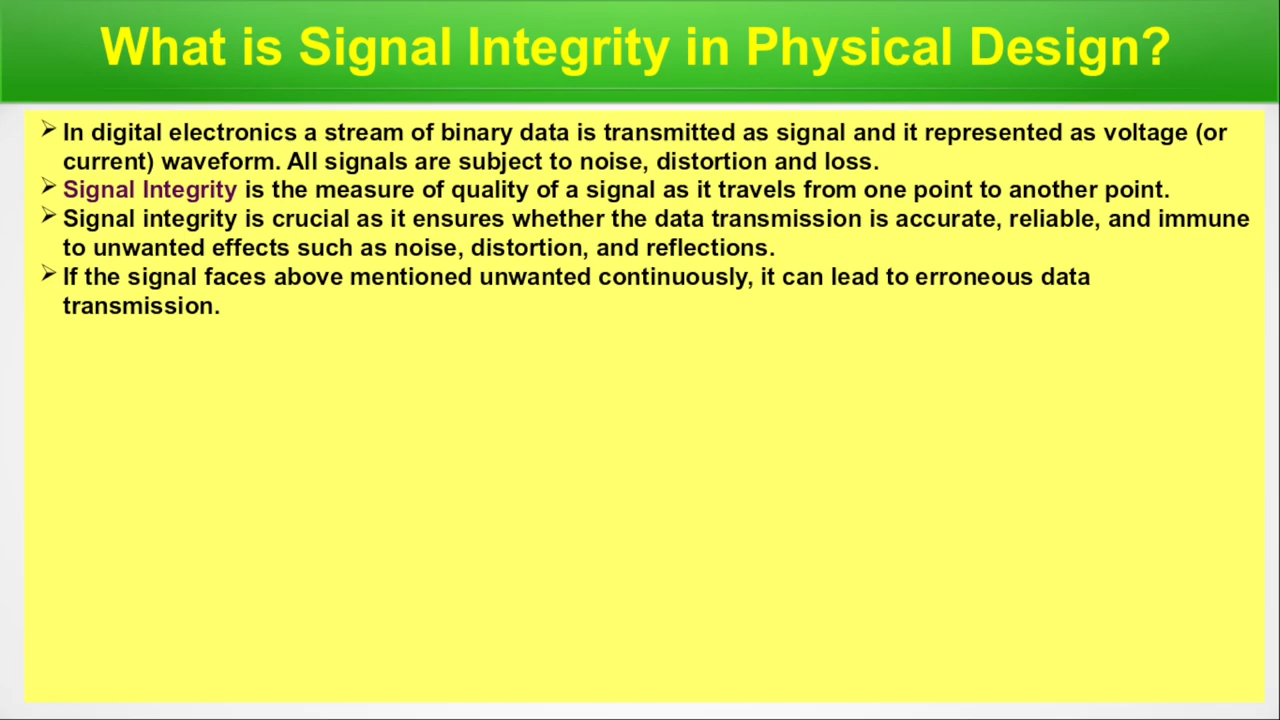 What is Signal Integrity in Physical Design?
➢ In digital electronics a stream of binary data is transmitted as signal and it represented as voltage (or
current) waveform. All signals are subject to noise, distortion and loss.
➢ Signal Integrity is the measure of quality of a signal as it travels from one point to another point.
➢ Signal integrity is crucial as it ensures whether the data transmission is accurate, reliable, and immune
to unwanted effects such as noise, distortion, and reflections.
➢ If the signal faces above mentioned unwanted continuously, it can lead to erroneous data
transmission.